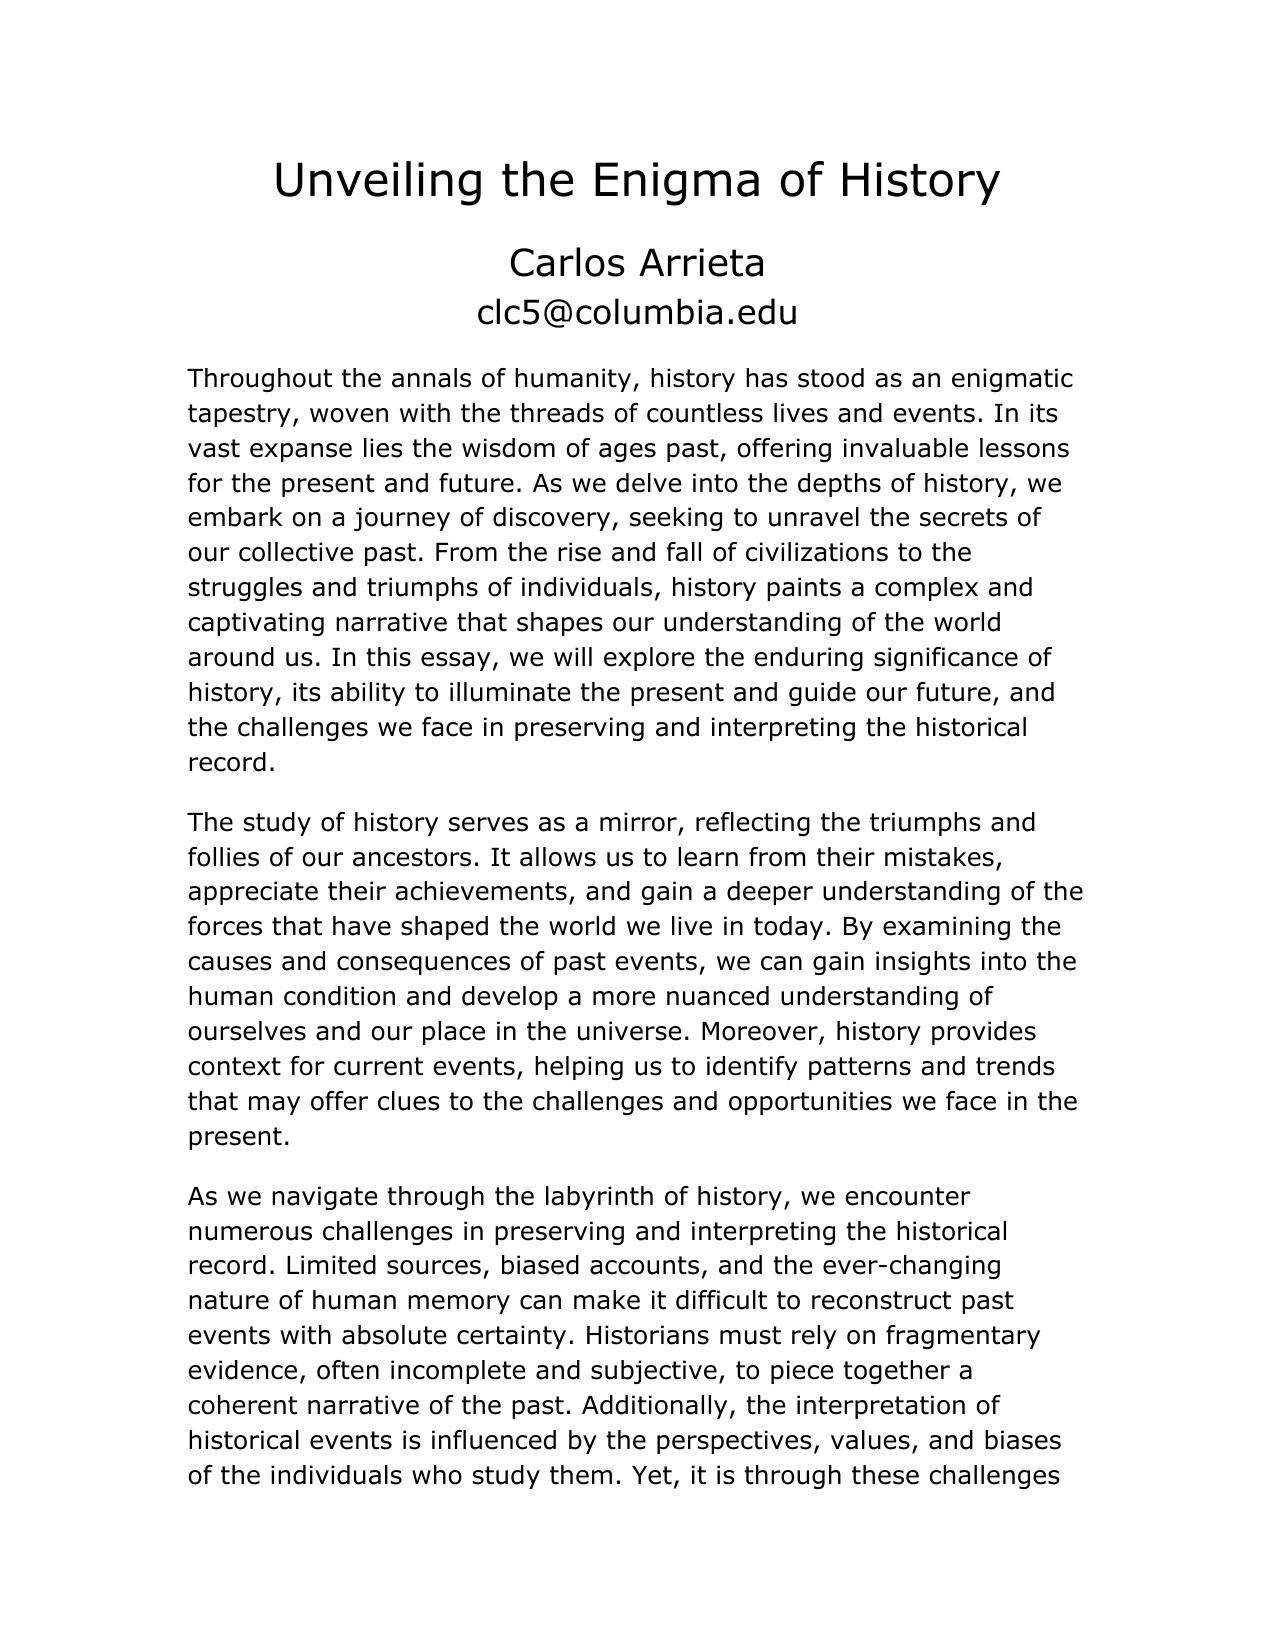 Unveiling the Enigma of History
Carlos Arrieta
clc5@columbia.edu
Throughout the annals of humanity, history has stood as an enigmatic
tapestry, woven with the threads of countless lives and events. In its
vast expanse lies the wisdom of ages past, offering invaluable lessons
for the present and future. As we delve into the depths of history, we
embark on a journey of discovery, seeking to unravel the secrets of
our collective past. From the rise and fall of civilizations to the
struggles and triumphs of individuals, history paints a complex and
captivating narrative that shapes our understanding of the world
around us. In this essay, we will explore the enduring significance of
history, its ability to illuminate the present and guide our future, and
the challenges we face in preserving and interpreting the historical
record.
The study of history serves as a mirror, reflecting the triumphs and
follies of our ancestors. It allows us to learn from their mistakes,
appreciate their achievements, and gain a deeper understanding of the
forces that have shaped the world we live in today. By examining the
causes and consequences of past events, we can gain insights into the
human condition and develop a more nuanced understanding of
ourselves and our place in the universe. Moreover, history provides
context for current events, helping us to identify patterns and trends
that may offer clues to the challenges and opportunities we face in the
present.
As we navigate through the labyrinth of history, we encounter
numerous challenges in preserving and interpreting the historical
record. Limited sources, biased accounts, and the ever-changing
nature of human memory can make it difficult to reconstruct past
events with absolute certainty. Historians must rely on fragmentary
evidence, often incomplete and subjective, to piece together a
coherent narrative of the past. Additionally, the interpretation of
historical events is influenced by the perspectives, values, and biases
of the individuals who study them. Yet, it is through these challenges